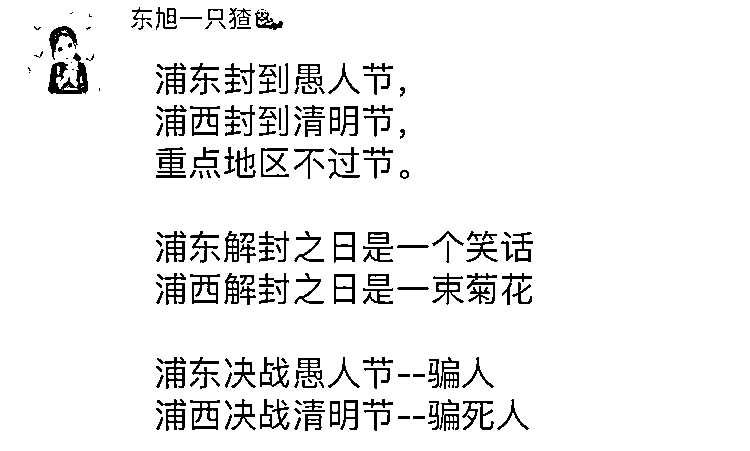 东旭一只猹
浦东封到愚人节，
浦西封到清明节，
重点地区不过节。
浦东解封之日是一个笑话
浦西解封之日是一束菊花
浦东决战愚人节--骗人
浦西决战清明节--骗死人